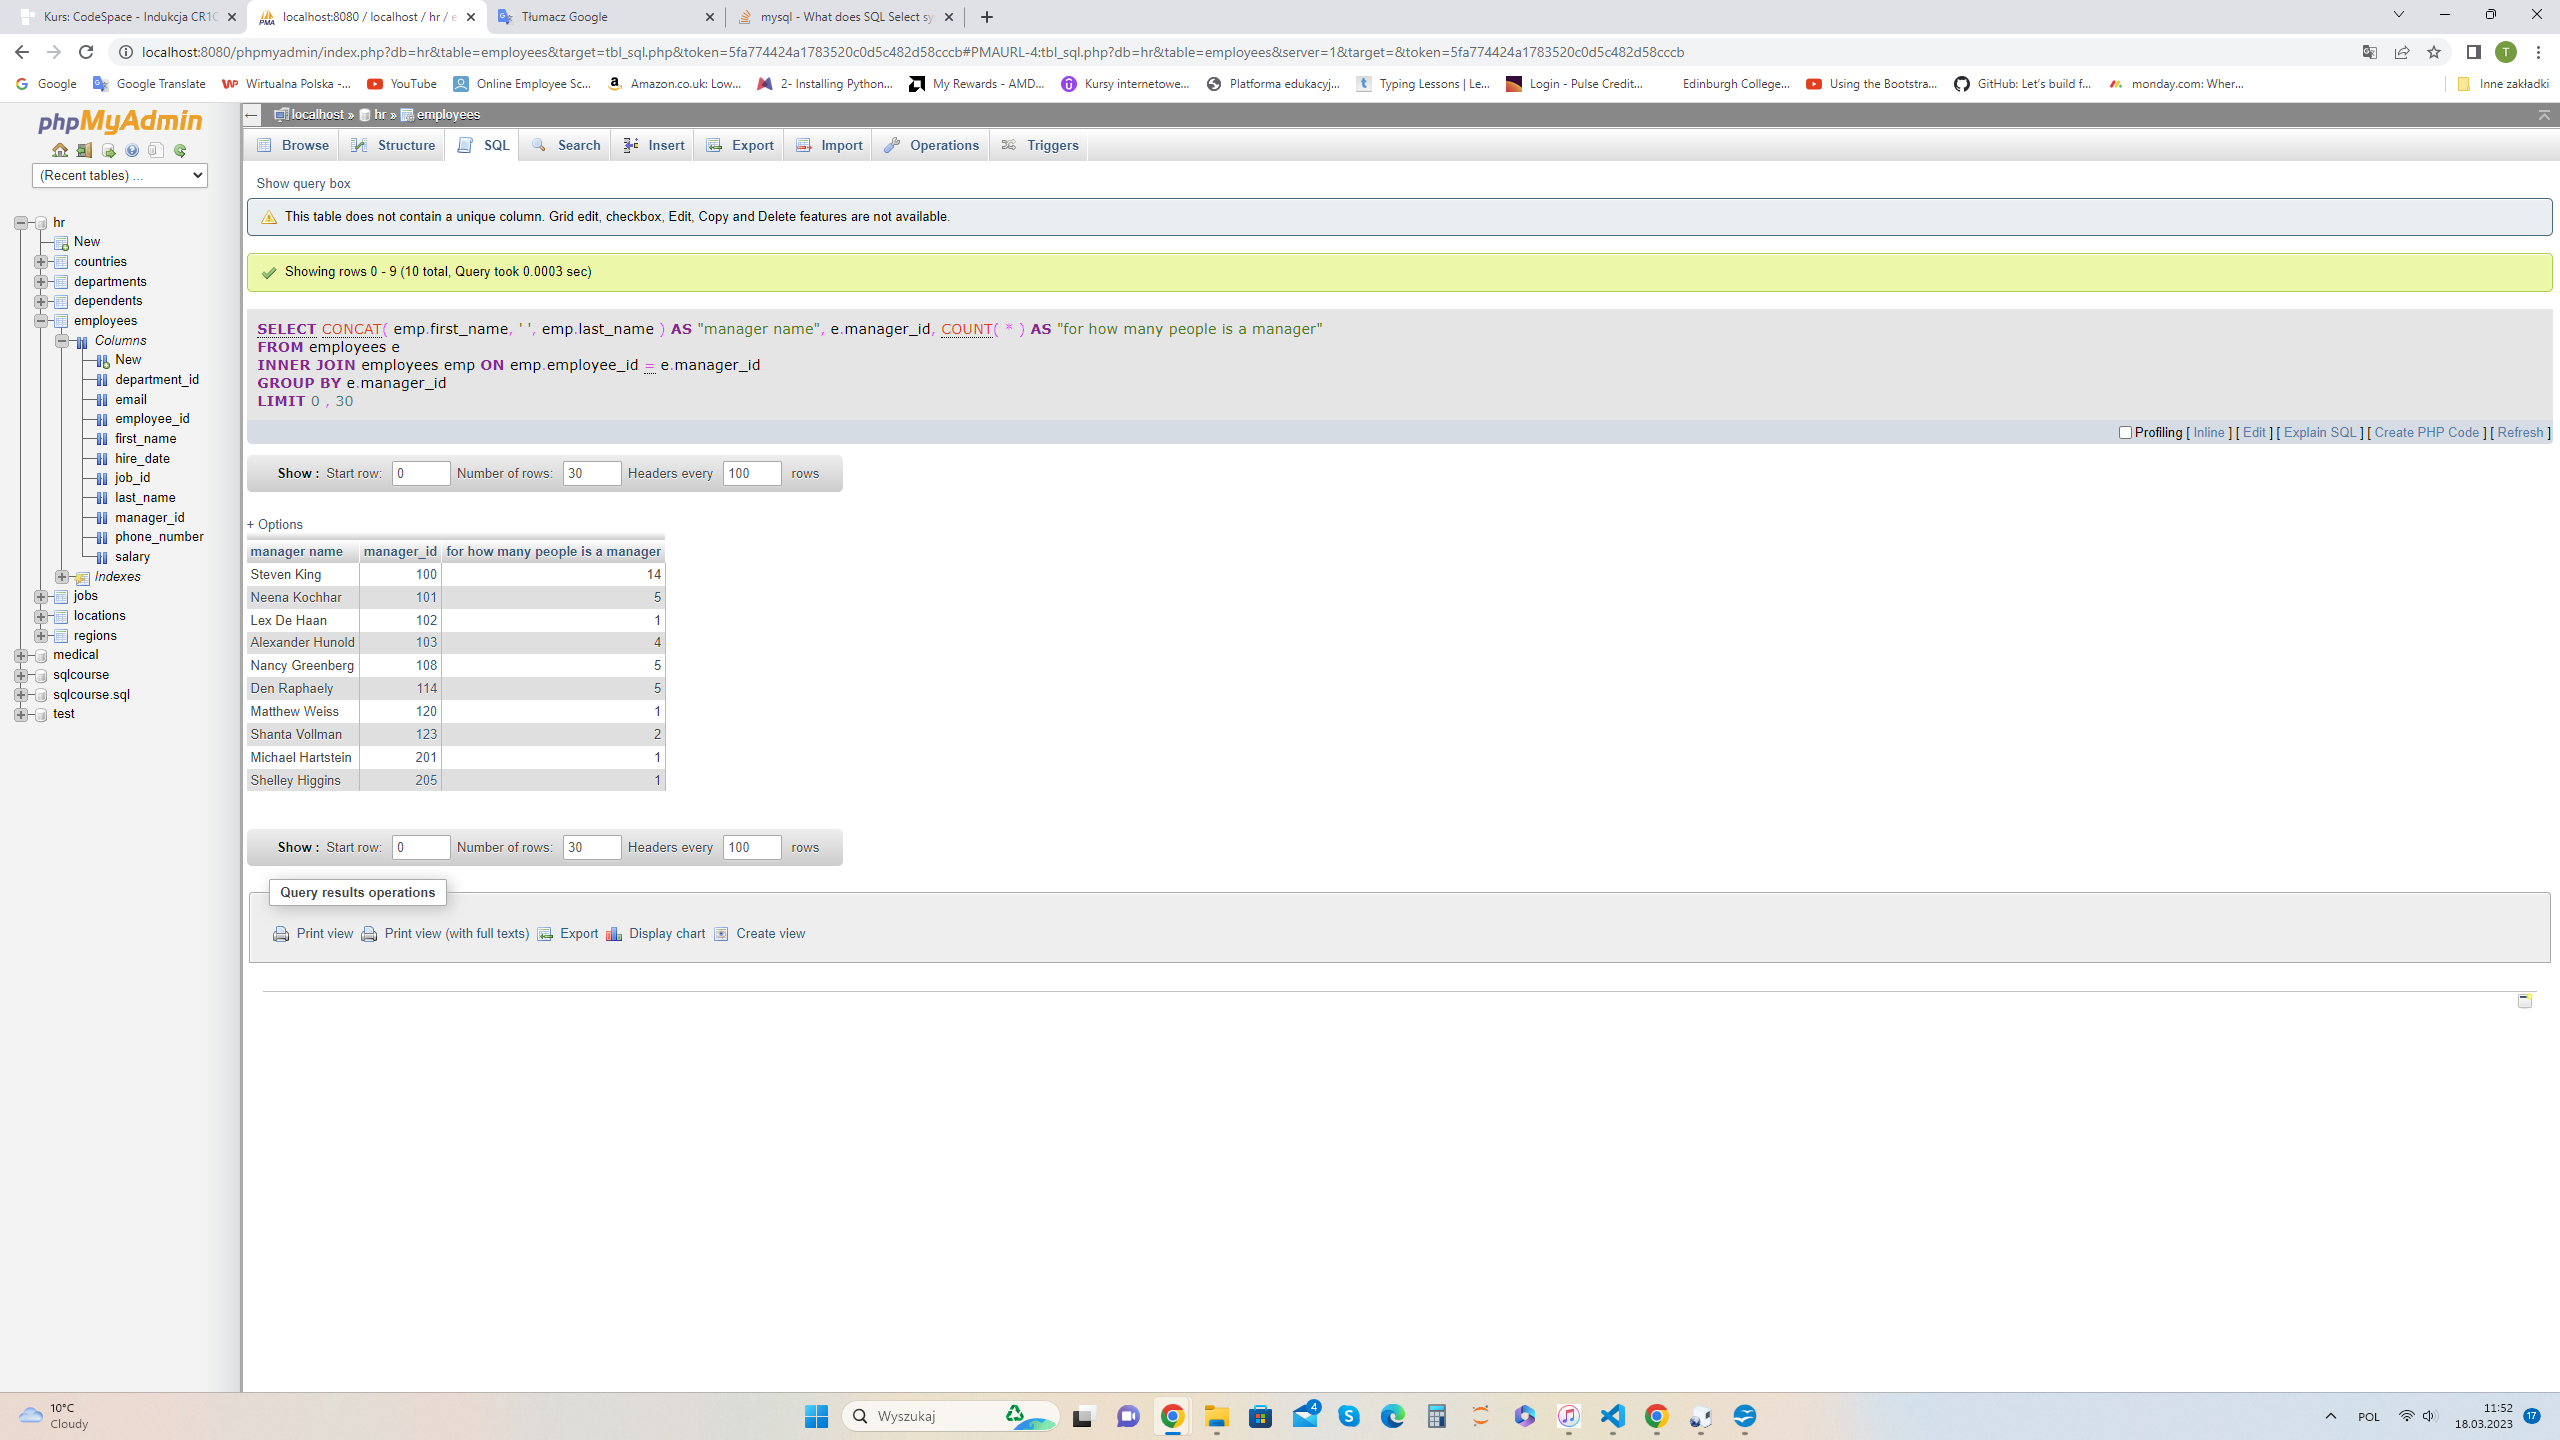 Kurs: CodeSpace - Indukcja CR1C
localhost:8080 / localhost / hr / e
Tłumacz Google
mysql - What does SQL Select sy
localhost:8080/phpmyadmin/index.php?db=hr&table=employees&target=tbl_sql.php&token=5fa774424a1783520c0d5c482d58cccb#PMAURL-4:tbl_sql.php?db=hr&table=employees&server=1&target=&token=5fa774424a1783520c0d5c482d58cccb
T
Google
Google Translate
Wirtualna Polska -...
YouTube
Online Employee Sc...
Amazon.co.uk: Low...
2- Installing Python...
My Rewards - AMD...
Kursy internetowe...
Platforma edukacyj...
Typing Lessons | Le...
Login - Pulse Credit...
Edinburgh College...
Using the Bootstra...
GitHub: Let's build f...
monday.com: Wher...
Inne zakładki
phpMyAdmin
(Recent tables) ...
hr
New
countries
departments
dependents
employees
Columns
New
department_id
email
employee_id
first_name
hire_date
job_id
last_name
manager_id
phone_number
salary
Indexes
jobs
locations
regions
medical
sqlcourse
sqlcourse.sql
test
localhost » hr » employees
Browse
Structure
SQL
Search
Insert
Export
Import
Operations
Triggers
Show query box
This table does not contain a unique column. Grid edit, checkbox, Edit, Copy and Delete features are not available.
Showing rows 0 - 9 (10 total, Query took 0.0003 sec)
SELECT CONCAT( emp.first_name, ' ', emp.last_name ) AS "manager name", e.manager_id, COUNT( * ) AS "for how many people is a manager"
FROM employees e
INNER JOIN employees emp ON emp.employee_id = e.manager_id
GROUP BY e.manager_id
LIMIT 0 , 30
Profiling [ Inline ] [ Edit ] [ Explain SQL ] [ Create PHP Code ] [ Refresh ]
Show : Start row: 0 Number of rows: 30 Headers every 100 rows
+ Options
manager name manager_id for how many people is a manager
Steven King 100 14
Neena Kochhar 101 5
Lex De Haan 102 1
Alexander Hunold 103 4
Nancy Greenberg 108 5
Den Raphaely 114 5
Matthew Weiss 120 1
Shanta Vollman 123 2
Michael Hartstein 201 1
Shelley Higgins 205 1
Show : Start row: 0 Number of rows: 30 Headers every 100 rows
Query results operations
Print view
Print view (with full texts)
Export
Display chart
Create view
10°C
Cloudy
Wyszukaj
4
POL
11:52
18.03.2023
17